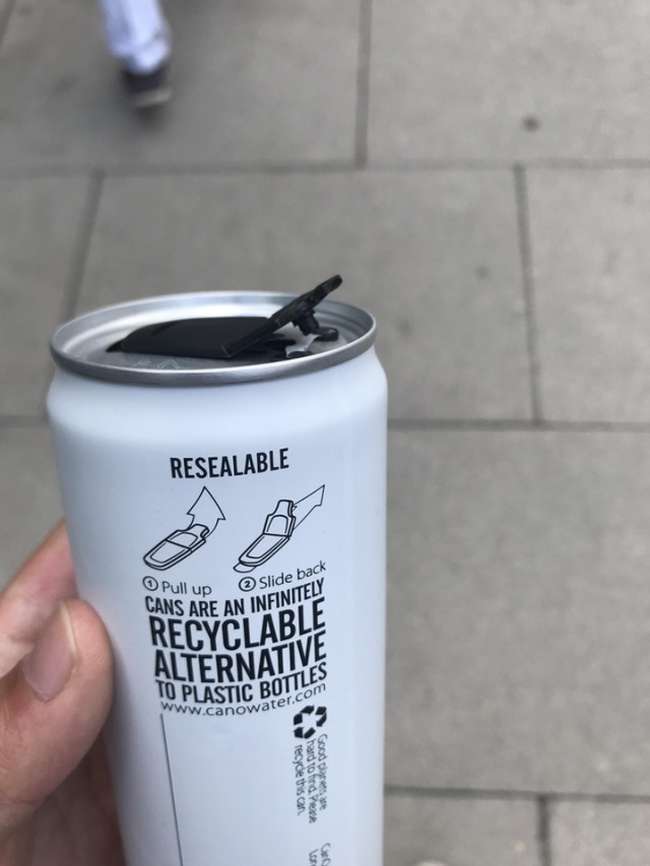 RESEALABLE
1 Pull up
2 Slide back
CANS ARE AN INFINITELY
RECYCLABLE
ALTERNATIVE
TO PLASTIC BOTTLES
www.canowater.com
Good planets are
hard to find. Please
recycle this can.